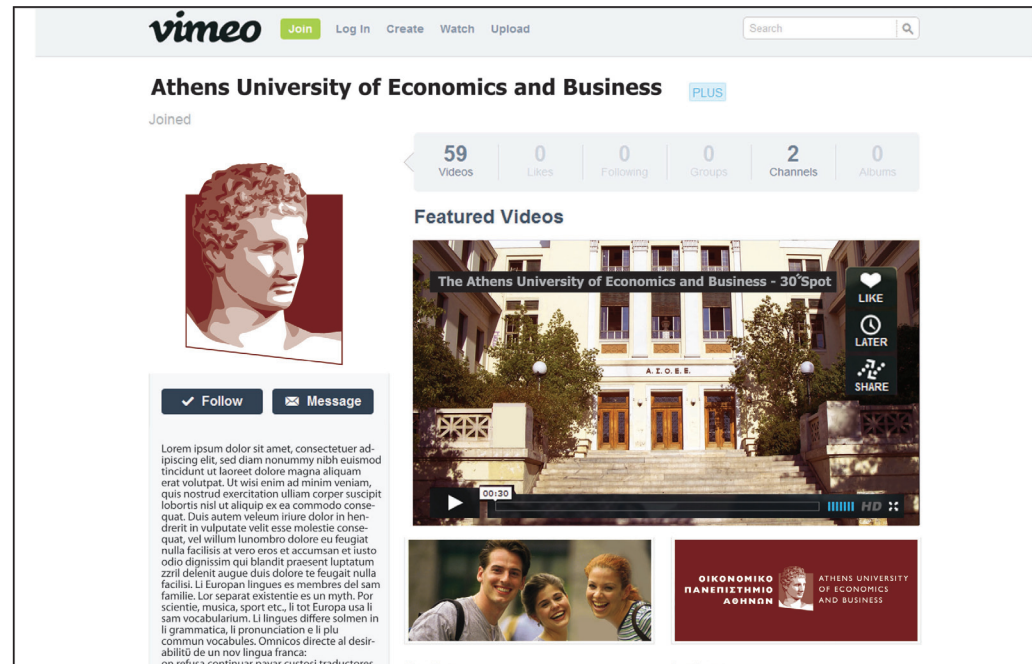 vimeo
Join Log In Create Watch Upload
Search
Athens University of Economics and Business PLUS
Joined
59 0 0 0 2 0
Videos Likes Following Groups Channels Albums
Featured Videos
The Athens University of Economics and Business - 30"Spot
LIKE
LATER
SHARE
Α.Σ.Ο.Ε.Ε.
00:30
HD
Follow Message
Lorem ipsum dolor sit amet, consectetuer ad-
ipiscing elit, sed diam nonummy nibh euismod
tincidunt ut laoreet dolore magna aliquam
erat volutpat. Ut wisi enim ad minim veniam,
quis nostrud exercitation ulliam corper suscipit
lobortis nisl ut aliquip ex ea commodo conse-
quat. Duis autem veleum iriure dolor in hen-
drerit in vulputate velit esse molestie conse-
quat, vel willum lunombro dolore eu feugiat
nulla facilisis at vero eros et accumsan et iusto
odio dignissim qui blandit praesent luptatum
zzril delenit augue duis dolore te feugait nulla
facilisi. Li Europan lingues es membres del sam
familie. Lor separat existentie es un myth. Por
scientie, musica, sport etc., li tot Europa usa li
sam vocabularium. Li lingues differe solmen in
li grammatica, li pronunciation e li plu
commun vocabules. Omnicos directe al desir-
abilitü de un nov lingua franca:
on refusa continuar payar custosi traductores.
ΟΙΚΟΝΟΜΙΚΟ
ΠΑΝΕΠΙΣΤΗΜΙΟ
ΑΘΗΝΩΝ
ATHENS UNIVERSITY
OF ECONOMICS
AND BUSINESS